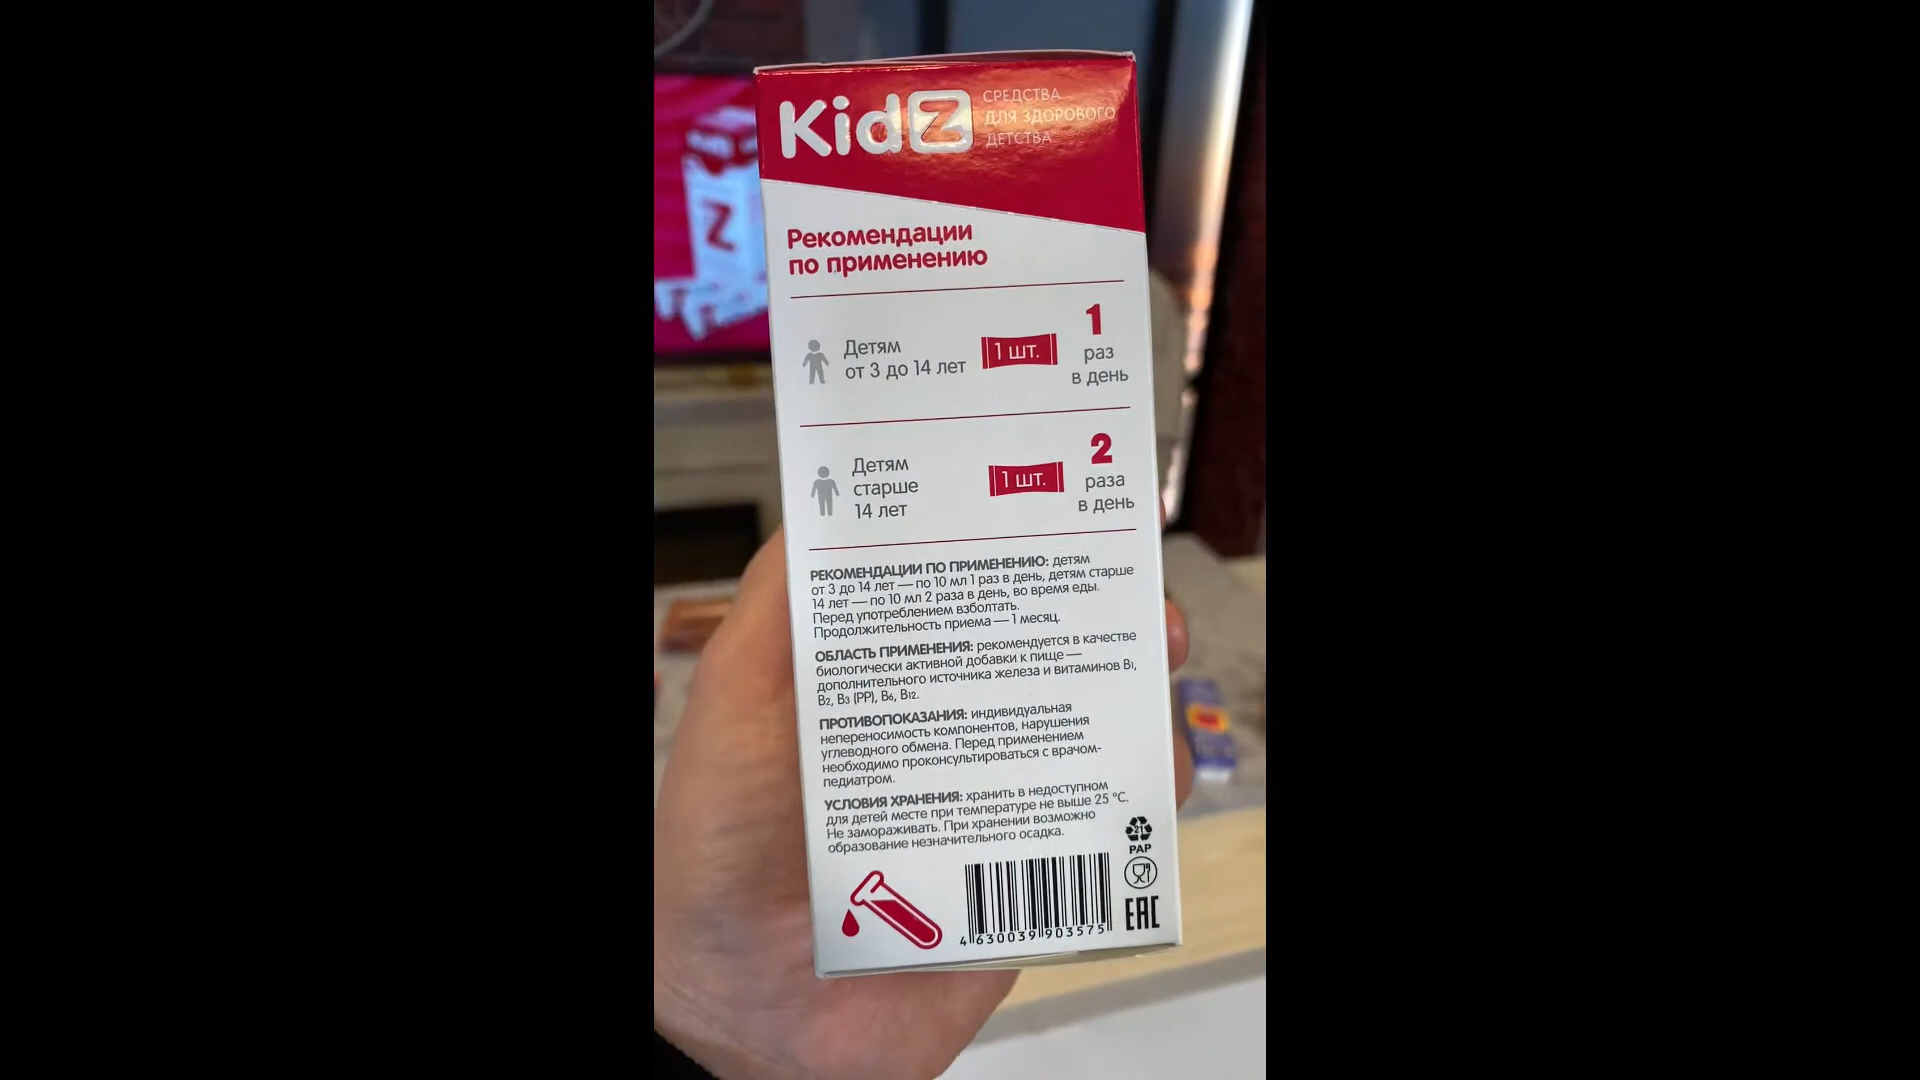 KidZ
СРЕДСТВА
ДЛЯ ЗДОРОВОГО
ДЕТСТВА
Рекомендации
по применению
Детям
от 3 до 14 лет
1 шт.
1
раз
в день
Детям
старше
14 лет
1 шт.
2
раза
в день
РЕКОМЕНДАЦИИ ПО ПРИМЕНЕНИЮ: детям
от 3 до 14 лет — по 10 мл 1 раз в день, детям старше
14 лет — по 10 мл 2 раза в день, во время еды.
Перед употреблением взболтать.
Продолжительность приема — 1 месяц.
ОБЛАСТЬ ПРИМЕНЕНИЯ: рекомендуется в качестве
биологически активной добавки к пище —
дополнительного источника железа и витаминов B1,
B2, B3 (PP), B6, B12.
ПРОТИВОПОКАЗАНИЯ: индивидуальная
непереносимость компонентов, нарушения
углеводного обмена. Перед применением
необходимо проконсультироваться с врачом-
педиатром.
УСЛОВИЯ ХРАНЕНИЯ: хранить в недоступном
для детей месте при температуре не выше 25 °С.
Не замораживать. При хранении возможно
образование незначительного осадка.
21
PAP
EAC
4 630039 903575
Z